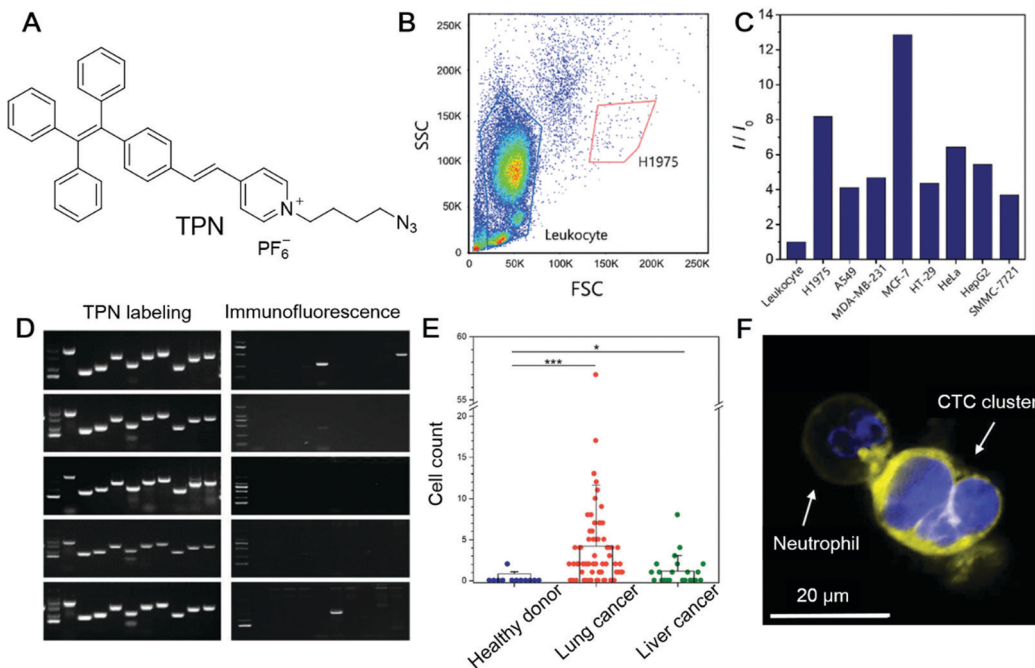 A
TPN
N+
N₃
PF₆⁻
B
SSC
250K
200K
150K
100K
50K
0
H1975
Leukocyte
0
50K
100K
150K
200K
250K
FSC
C
I / I₀
14
12
10
8
6
4
2
0
Leukocyte
H1975
A549
MDA-MB-231
MCF-7
HT-29
HeLa
HepG2
SMMC-7721
D
TPN labeling
Immunofluorescence
E
Cell count
60
55
20
15
10
5
0
*
***
Healthy donor
Lung cancer
Liver cancer
F
CTC cluster
Neutrophil
20 µm